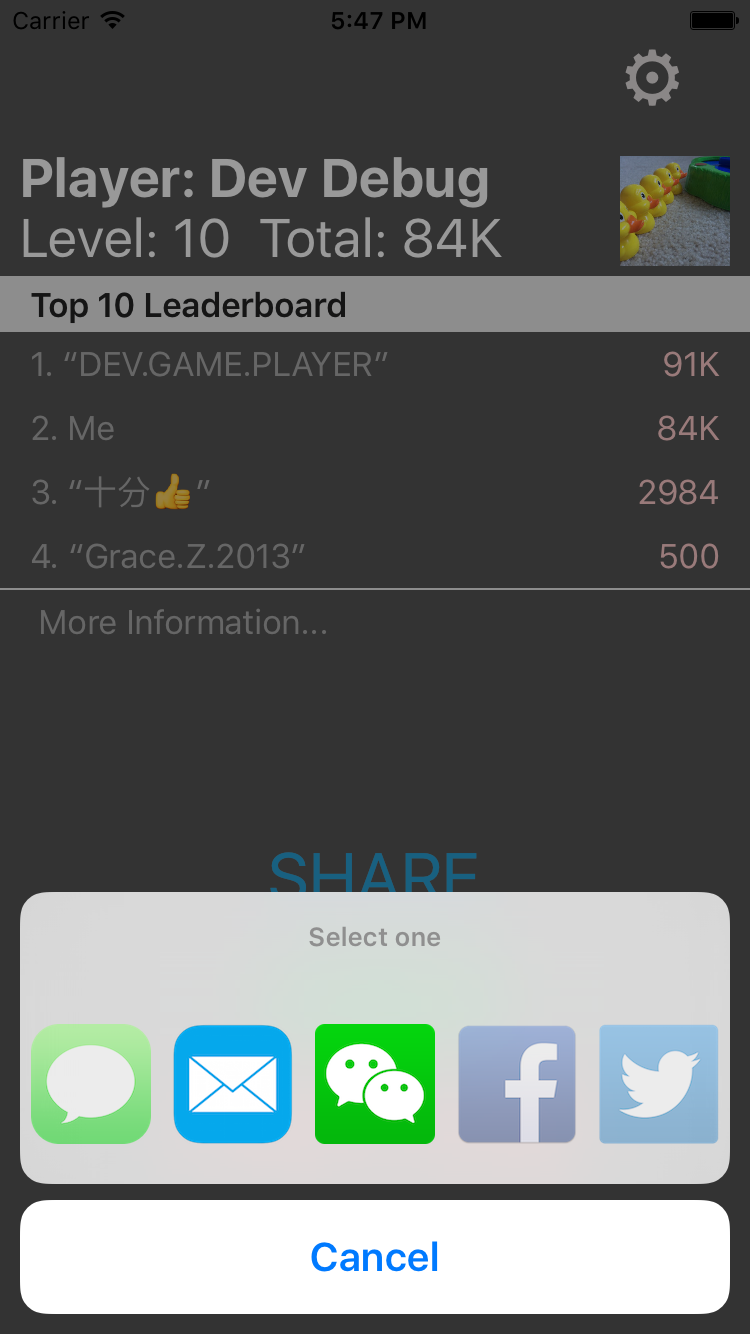 Carrier 5:47 PM
Player: Dev Debug
Level: 10 Total: 84K
Top 10 Leaderboard
1. “DEV.GAME.PLAYER” 91K
2. Me 84K
3. “十分👍” 2984
4. “Grace.Z.2013” 500
More Information...
SHARE
Select one
Cancel